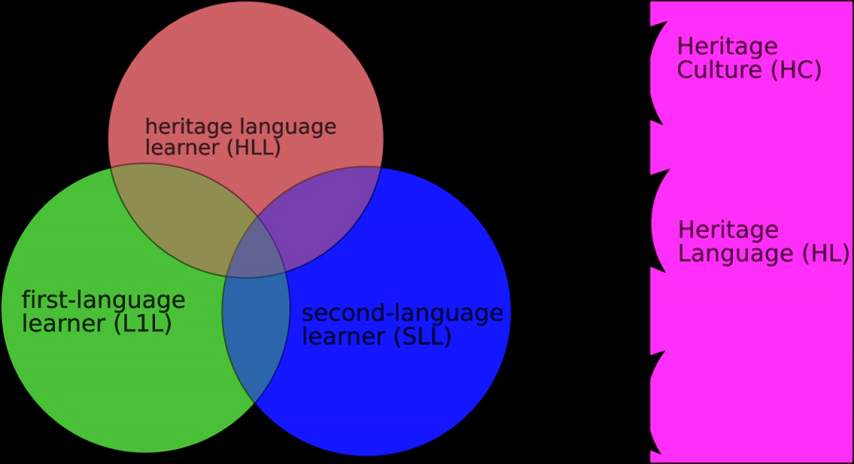 heritage language
learner (HLL)
first-language
learner (L1L)
second-language
learner (SLL)
Heritage
Culture (HC)
Heritage
Language (HL)